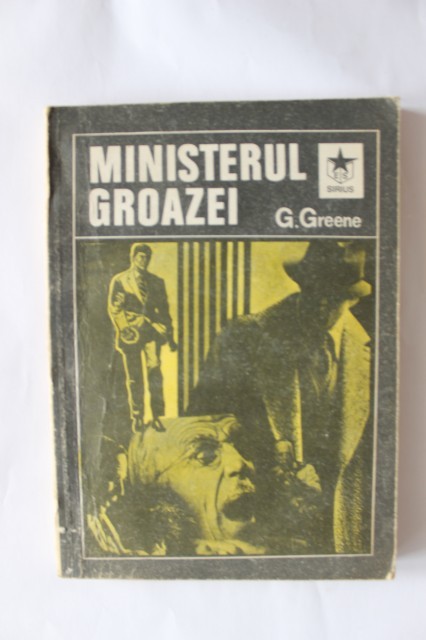 MINISTERUL
GROAZEI
G. Greene
SIRIUS